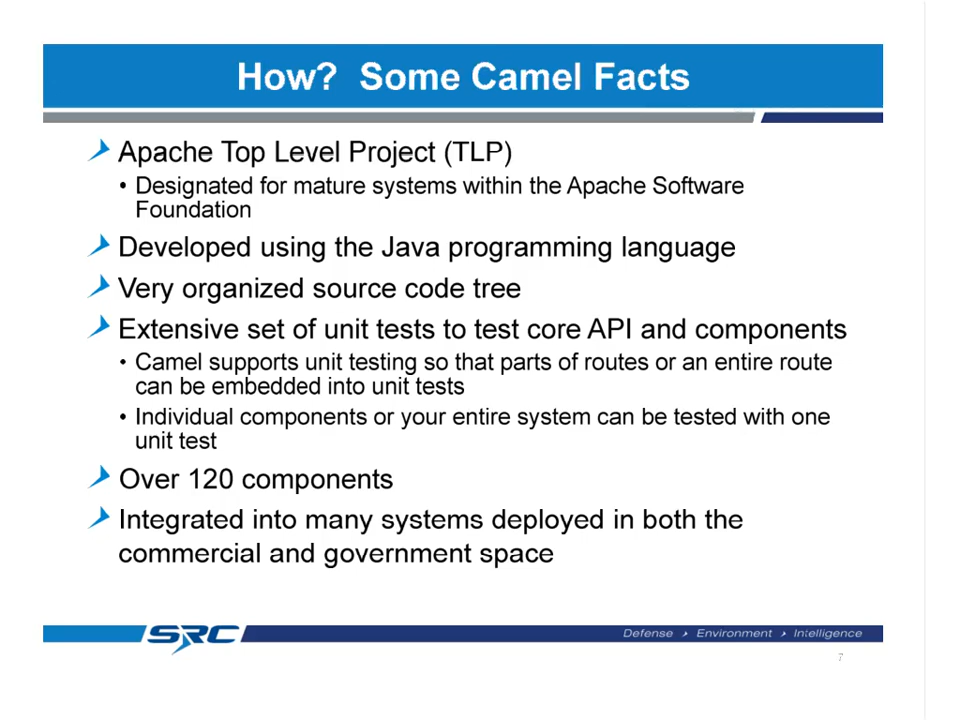 How? Some Camel Facts
Apache Top Level Project (TLP)
• Designated for mature systems within the Apache Software
Foundation
Developed using the Java programming language
Very organized source code tree
Extensive set of unit tests to test core API and components
• Camel supports unit testing so that parts of routes or an entire route
can be embedded into unit tests
• Individual components or your entire system can be tested with one
unit test
Over 120 components
Integrated into many systems deployed in both the
commercial and government space
SRC
Defense Environment Intelligence
7